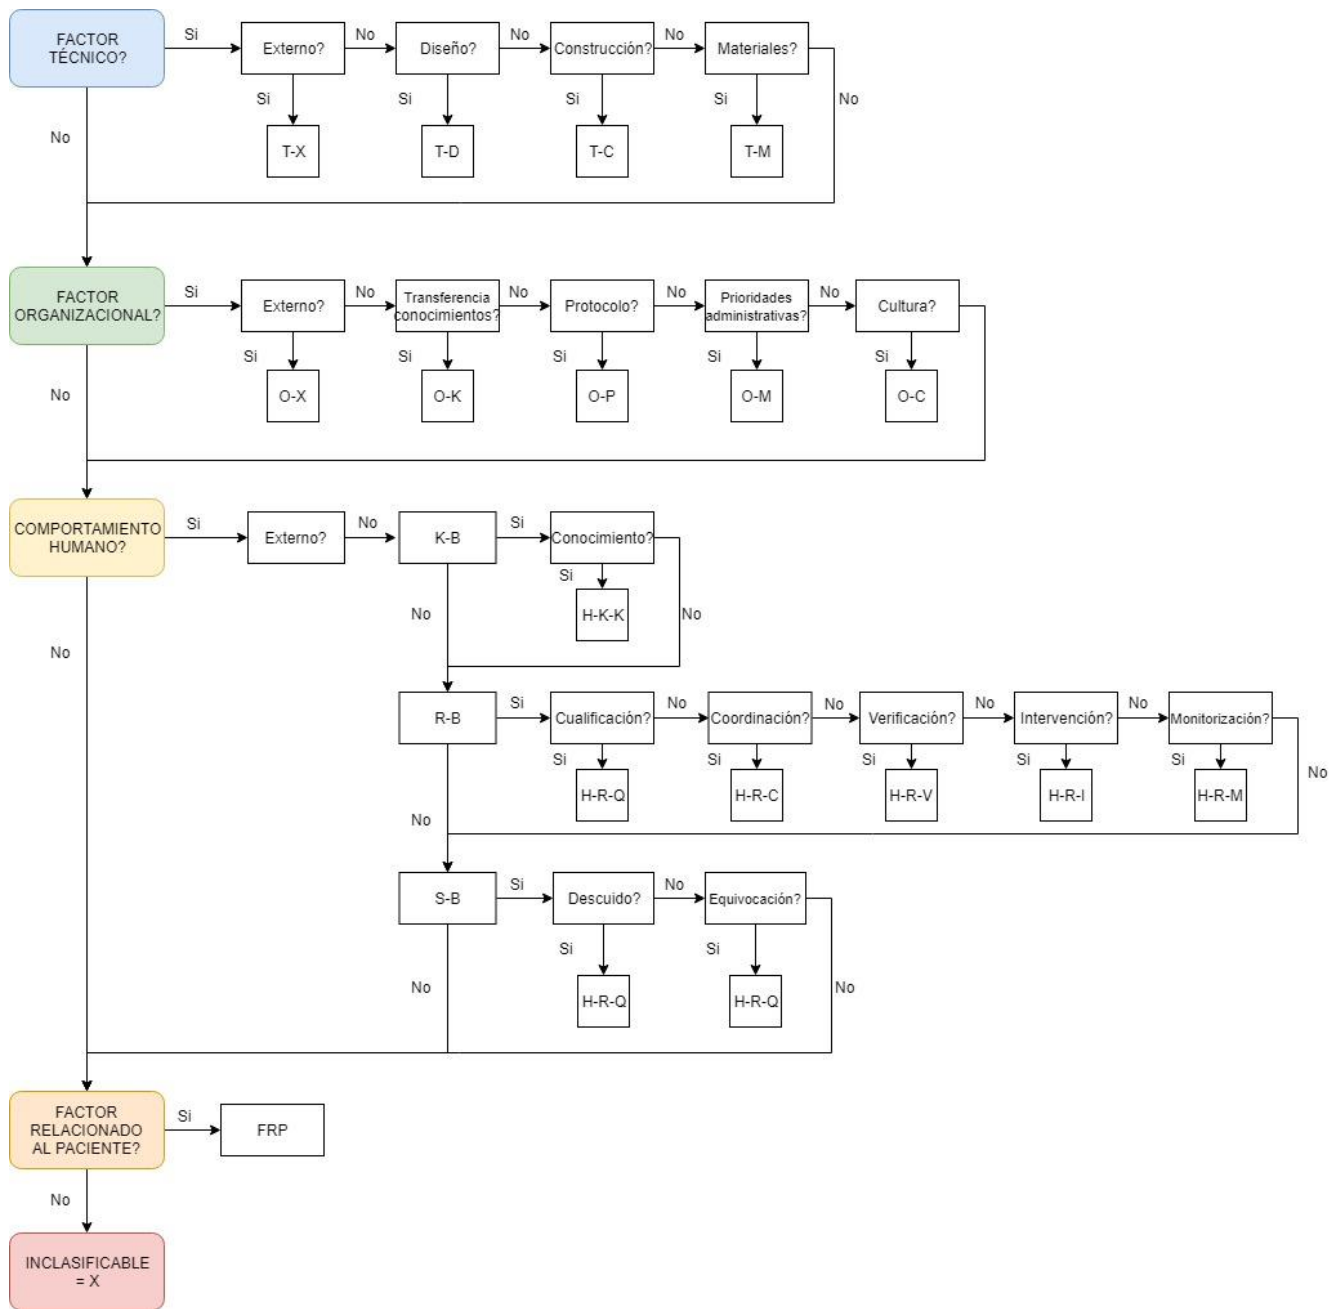 FACTOR
TÉCNICO?
Si
Externo?
No
Diseño?
No
Construcción?
No
Materiales?
Si
Si
Si
Si
No
No
T-X
T-D
T-C
T-M
FACTOR
ORGANIZACIONAL?
Si
Externo?
No
Transferencia
conocimientos?
No
Protocolo?
No
Prioridades
administrativas?
No
Cultura?
Si
Si
Si
Si
Si
No
O-X
O-K
O-P
O-M
O-C
COMPORTAMIENTO
HUMANO?
Si
Externo?
No
K-B
Si
Conocimiento?
Si
No
H-K-K
No
No
R-B
Si
Cualificación?
No
Coordinación?
No
Verificación?
No
Intervención?
No
Monitorización?
Si
Si
Si
Si
Si
No
H-R-Q
H-R-C
H-R-V
H-R-I
H-R-M
No
S-B
Si
Descuido?
No
Equivocación?
Si
Si
No
No
H-R-Q
H-R-Q
FACTOR
RELACIONADO
AL PACIENTE?
Si
FRP
No
INCLASIFICABLE
= X